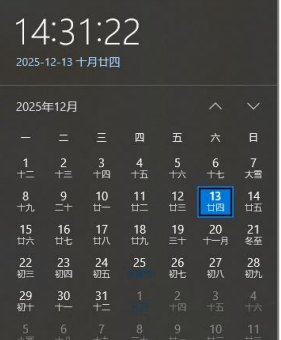 14:31:22
2025-12-13 十月廿四
2025年12月
一 二 三 四 五 六 日
1 2 3 4 5 6 7
十二 十三 十四 十五 十六 十七 大雪
8 9 10 11 12 13 14
十九 二十 廿一 廿二 廿三 廿四 廿五
15 16 17 18 19 20 21
廿六 廿七 廿八 廿九 三十 十一月 冬至
22 23 24 25 26 27 28
初三 初四 初五 初七 初八 初九
29 30 31 1 2 3 4
初十 十一 十二 十四 十五 十六
5 6 7 8 9 10 11